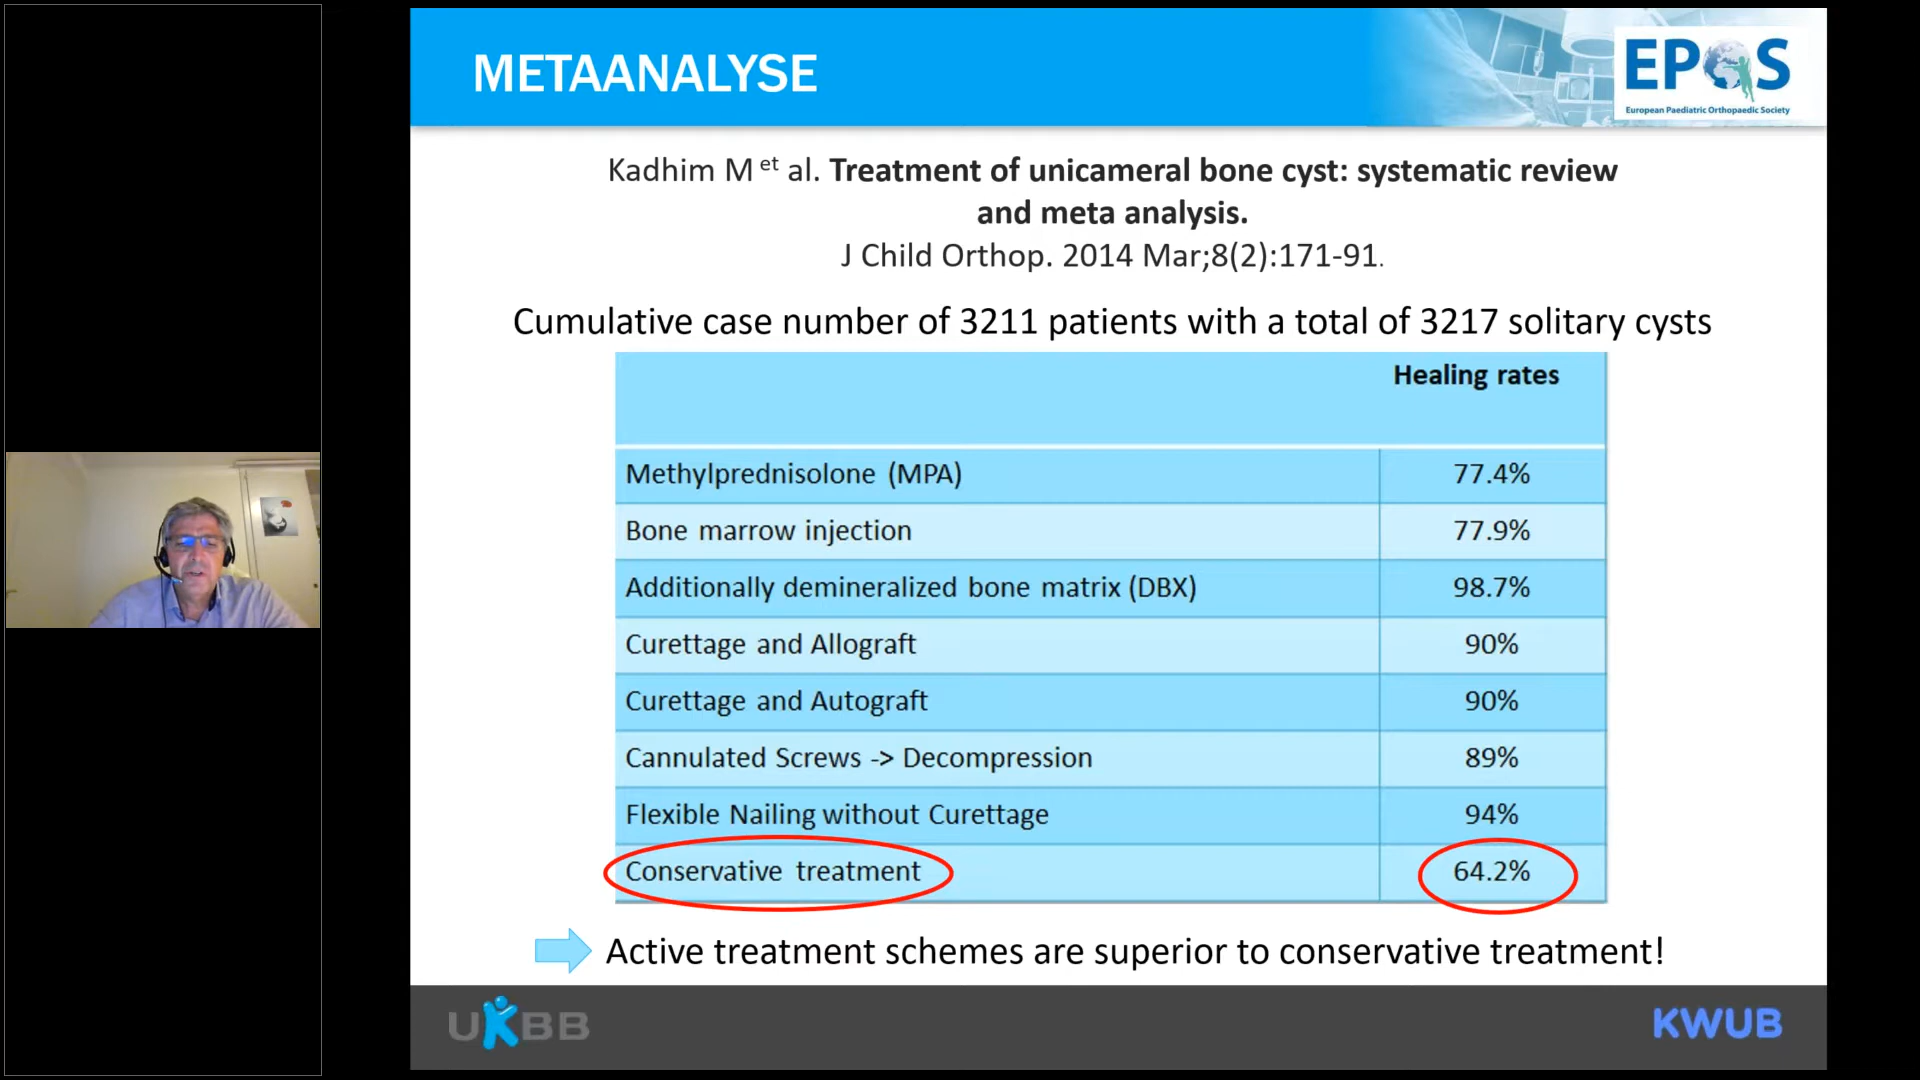 METAANALYSE
EPOS
European Paediatric Orthopaedic Society
Kadhim M et al. Treatment of unicameral bone cyst: systematic review
and meta analysis.
J Child Orthop. 2014 Mar;8(2):171-91.
Cumulative case number of 3211 patients with a total of 3217 solitary cysts
Healing rates
Methylprednisolone (MPA) 77.4%
Bone marrow injection 77.9%
Additionally demineralized bone matrix (DBX) 98.7%
Curettage and Allograft 90%
Curettage and Autograft 90%
Cannulated Screws -> Decompression 89%
Flexible Nailing without Curettage 94%
Conservative treatment 64.2%
Active treatment schemes are superior to conservative treatment!
UKBB
KWUB